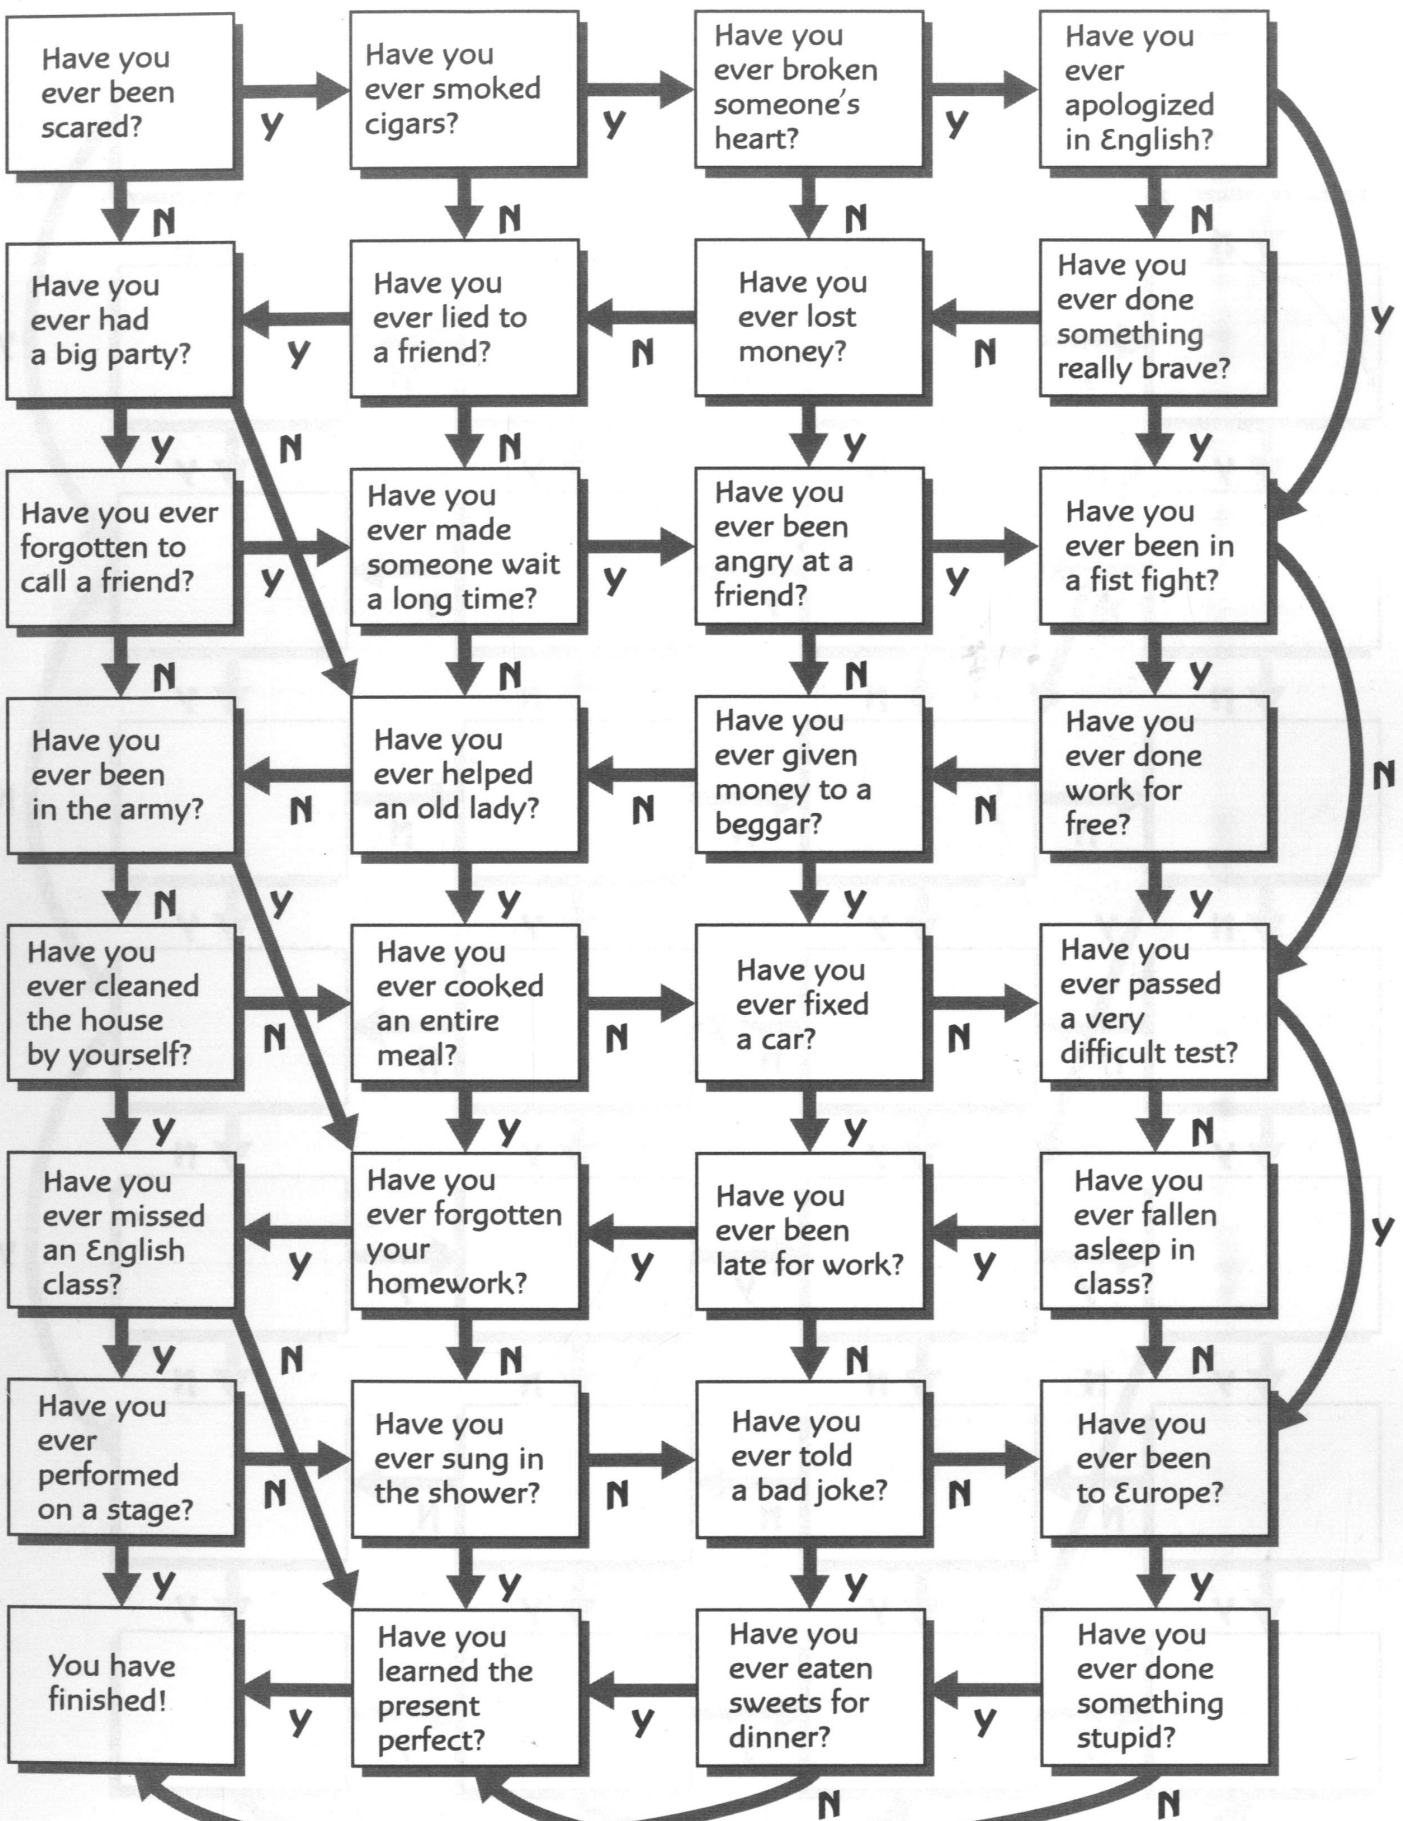 Have you
ever been
scared?
Y
Have you
ever smoked
cigars?
Y
Have you
ever broken
someone's
heart?
Y
Have you
ever
apologized
in English?
N
N
N
N
Have you
ever had
a big party?
Y
Have you
ever lied to
a friend?
N
Have you
ever lost
money?
N
Have you
ever done
something
really brave?
Y
Y
N
N
Y
Y
Have you ever
forgotten to
call a friend?
Y
Have you
ever made
someone wait
a long time?
Y
Have you
ever been
angry at a
friend?
Y
Have you
ever been in
a fist fight?
N
N
N
Y
Have you
ever been
in the army?
N
Have you
ever helped
an old lady?
N
Have you
ever given
money to a
beggar?
N
Have you
ever done
work for
free?
N
N
Y
Y
Y
Y
Have you
ever cleaned
the house
by yourself?
N
Have you
ever cooked
an entire
meal?
N
Have you
ever fixed
a car?
N
Have you
ever passed
a very
difficult test?
Y
Y
Y
N
Have you
ever missed
an English
class?
Y
Have you
ever forgotten
your
homework?
Y
Have you
ever been
late for work?
Y
Have you
ever fallen
asleep in
class?
Y
Y
N
N
N
N
Have you
ever
performed
on a stage?
N
Have you
ever sung in
the shower?
N
Have you
ever told
a bad joke?
N
Have you
ever been
to Europe?
Y
Y
Y
Y
You have
finished!
Y
Have you
learned the
present
perfect?
Y
Have you
ever eaten
sweets for
dinner?
Y
Have you
ever done
something
stupid?
N
N